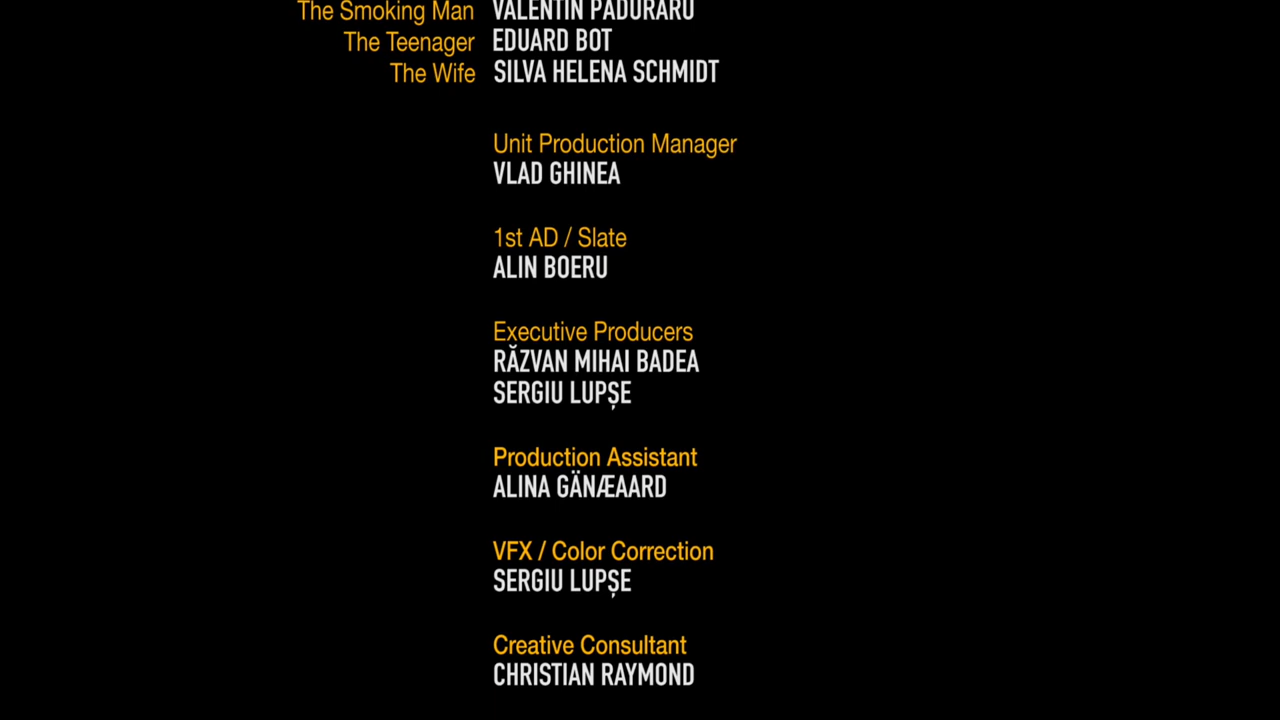 The Smoking Man VALENTIN PADURARU
The Teenager EDUARD BOT
The Wife SILVA HELENA SCHMIDT
Unit Production Manager
VLAD GHINEA
1st AD / Slate
ALIN BOERU
Executive Producers
RĂZVAN MIHAI BADEA
SERGIU LUPȘE
Production Assistant
ALINA GÄNÆAARD
VFX / Color Correction
SERGIU LUPȘE
Creative Consultant
CHRISTIAN RAYMOND